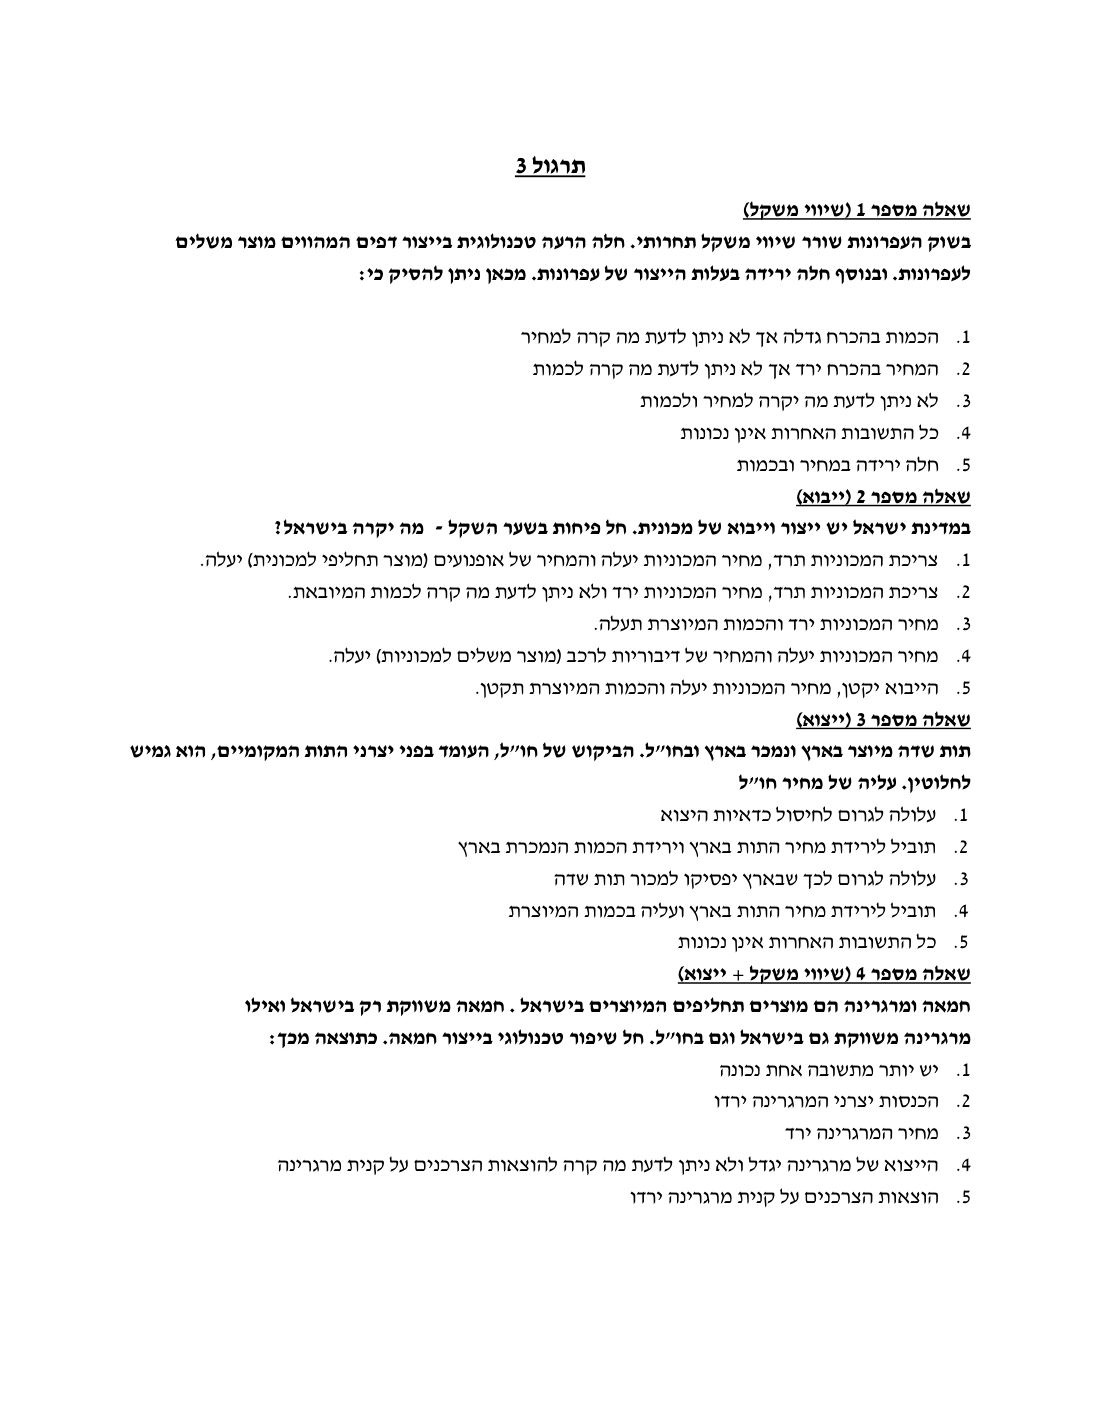 תרגול 3
שאלה מספר 1 (שיווי משקל)
בשוק העפרונות שורר שיווי משקל תחרותי. חלה הרעה טכנולוגית בייצור דפים המהווים מוצר משלים
לעפרונות. ובנוסף חלה ירידה בעלות הייצור של עפרונות. מכאן ניתן להסיק כי:
1. הכמות בהכרח גדלה אך לא ניתן לדעת מה קרה למחיר
2. המחיר בהכרח ירד אך לא ניתן לדעת מה קרה לכמות
3. לא ניתן לדעת מה יקרה למחיר ולכמות
4. כל התשובות האחרות אינן נכונות
5. חלה ירידה במחיר ובכמות
שאלה מספר 2 (ייבוא)
במדינת ישראל יש ייצור וייבוא של מכונית. חל פיחות בשער השקל - מה יקרה בישראל?
1. צריכת המכוניות תרד, מחיר המכוניות יעלה והמחיר של אופנועים (מוצר תחליפי למכונית) יעלה.
2. צריכת המכוניות תרד, מחיר המכוניות ירד ולא ניתן לדעת מה קרה לכמות המיובאת.
3. מחיר המכוניות ירד והכמות המיוצרת תעלה.
4. מחיר המכוניות יעלה והמחיר של דיבוריות לרכב (מוצר משלים למכוניות) יעלה.
5. הייבוא יקטן, מחיר המכוניות יעלה והכמות המיוצרת תקטן.
שאלה מספר 3 (ייצוא)
תות שדה מיוצר בארץ ונמכר בארץ ובחו״ל. הביקוש של חו״ל, העומד בפני יצרני התות המקומיים, הוא גמיש
לחלוטין. עליה של מחיר חו״ל
1. עלולה לגרום לחיסול כדאיות היצוא
2. תוביל לירידת מחיר התות בארץ וירידת הכמות הנמכרת בארץ
3. עלולה לגרום לכך שבארץ יפסיקו למכור תות שדה
4. תוביל לירידת מחיר התות בארץ ועליה בכמות המיוצרת
5. כל התשובות האחרות אינן נכונות
שאלה מספר 4 (שיווי משקל + ייצוא)
חמאה ומרגרינה הם מוצרים תחליפים המיוצרים בישראל . חמאה משווקת רק בישראל ואילו
מרגרינה משווקת גם בישראל וגם בחו״ל. חל שיפור טכנולוגי בייצור חמאה. כתוצאה מכך:
1. יש יותר מתשובה אחת נכונה
2. הכנסות יצרני המרגרינה ירדו
3. מחיר המרגרינה ירד
4. הייצוא של מרגרינה יגדל ולא ניתן לדעת מה קרה להוצאות הצרכנים על קנית מרגרינה
5. הוצאות הצרכנים על קנית מרגרינה ירדו